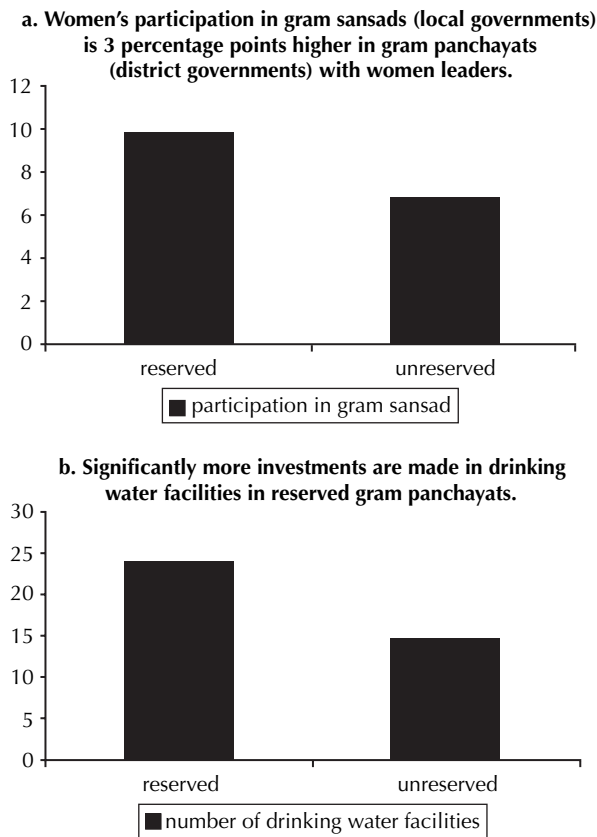 a. Women's participation in gram sansads (local governments)
is 3 percentage points higher in gram panchayats
(district governments) with women leaders.
12
10
8
6
4
2
0
reserved unreserved
participation in gram sansad
b. Significantly more investments are made in drinking
water facilities in reserved gram panchayats.
30
25
20
15
10
5
0
reserved unreserved
number of drinking water facilities